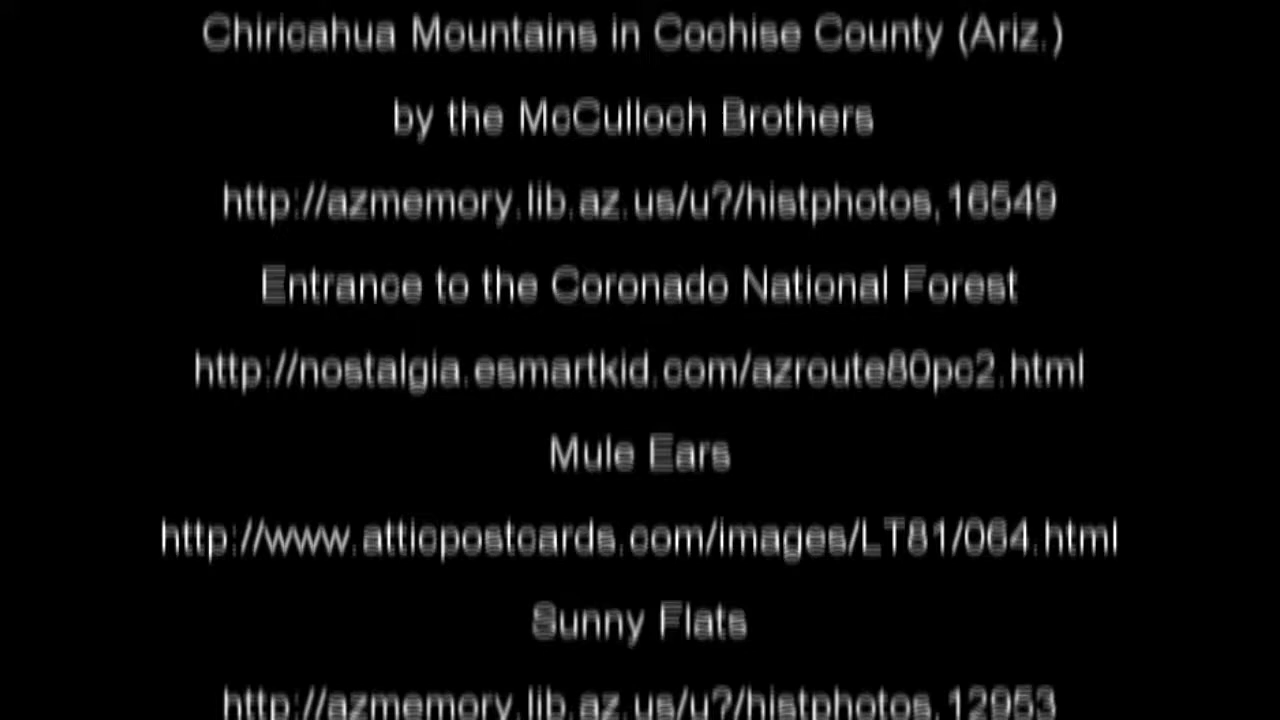 Chiricahua Mountains in Cochise County (Ariz.)
by the McCulloch Brothers
http://azmemory.lib.az.us/u?/histphotos,16549
Entrance to the Coronado National Forest
http://nostalgia.esmartkid.com/azroute80pc2.html
Mule Ears
http://www.atticpostcards.com/images/LT81/064.html
Sunny Flats
http://azmemory.lib.az.us/u?/histphotos,12953